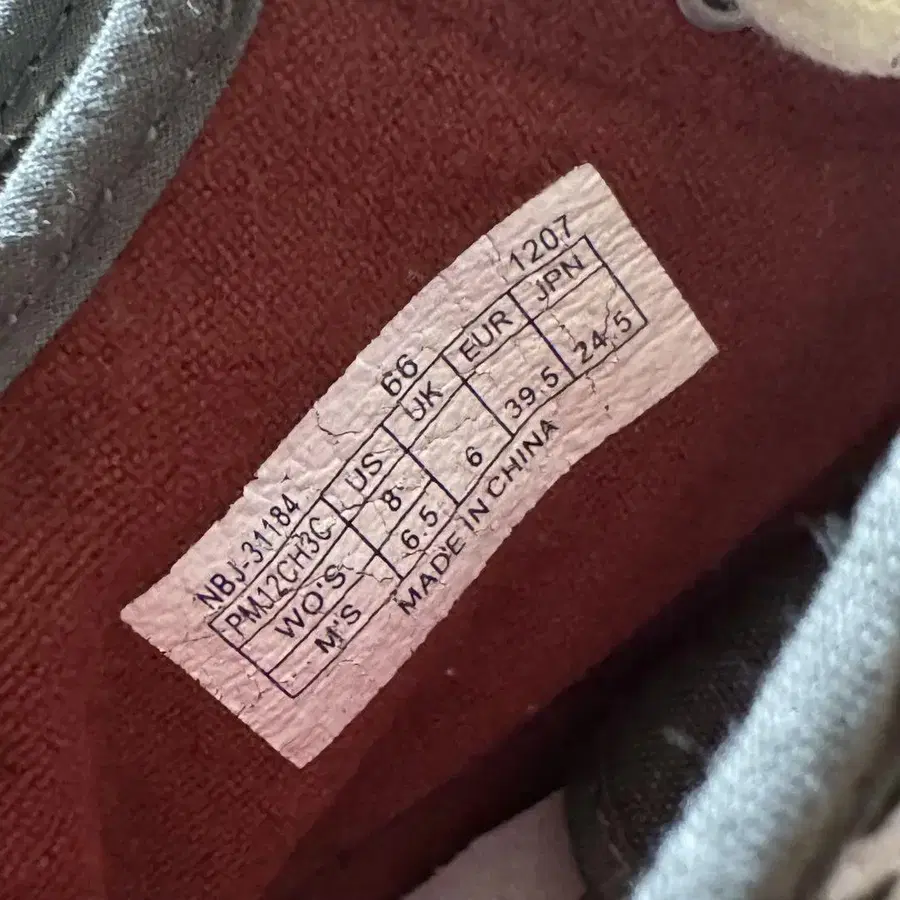 NBJ-31184 66 1207
PM12CH3C US UK EUR JPN
WO'S 8
M'S 6.5 6 39.5 24.5
MADE IN CHINA